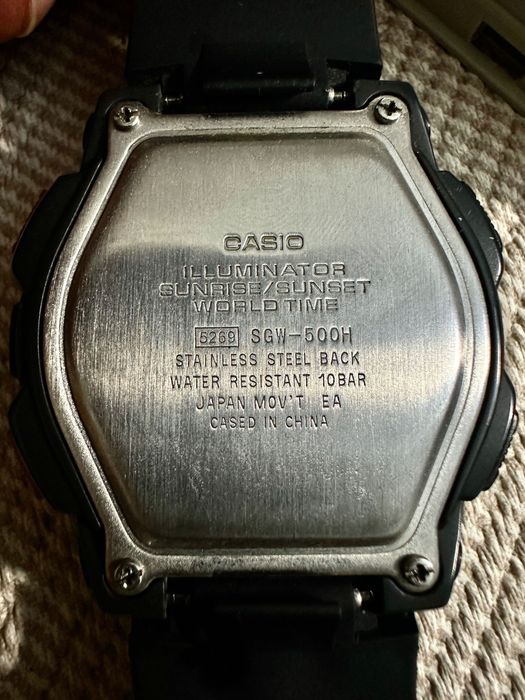 CASIO
ILLUMINATOR
SUNRISE/SUNSET
WORLD TIME
5269 SGW-500H
STAINLESS STEEL BACK
WATER RESISTANT 10BAR
JAPAN MOV'T EA
CASED IN CHINA